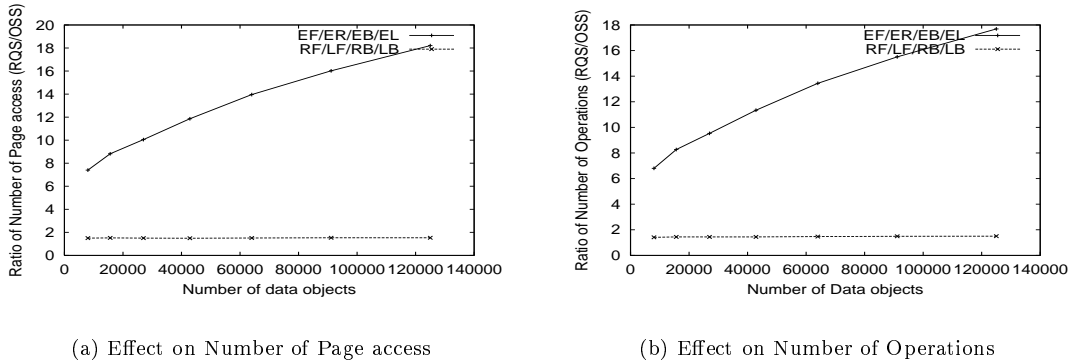 Ratio of Number of Page access (RQS/OSS)
20
18
16
14
12
10
8
6
4
2
0
EF/ER/EB/EL
RF/LF/RB/LB
0 20000 40000 60000 80000 100000 120000 140000
Number of data objects
(a) Effect on Number of Page access
Ratio of Number of Operations (RQS/OSS)
18
16
14
12
10
8
6
4
2
0
EF/ER/EB/EL
RF/LF/RB/LB
0 20000 40000 60000 80000 100000 120000 140000
Number of Data objects
(b) Effect on Number of Operations